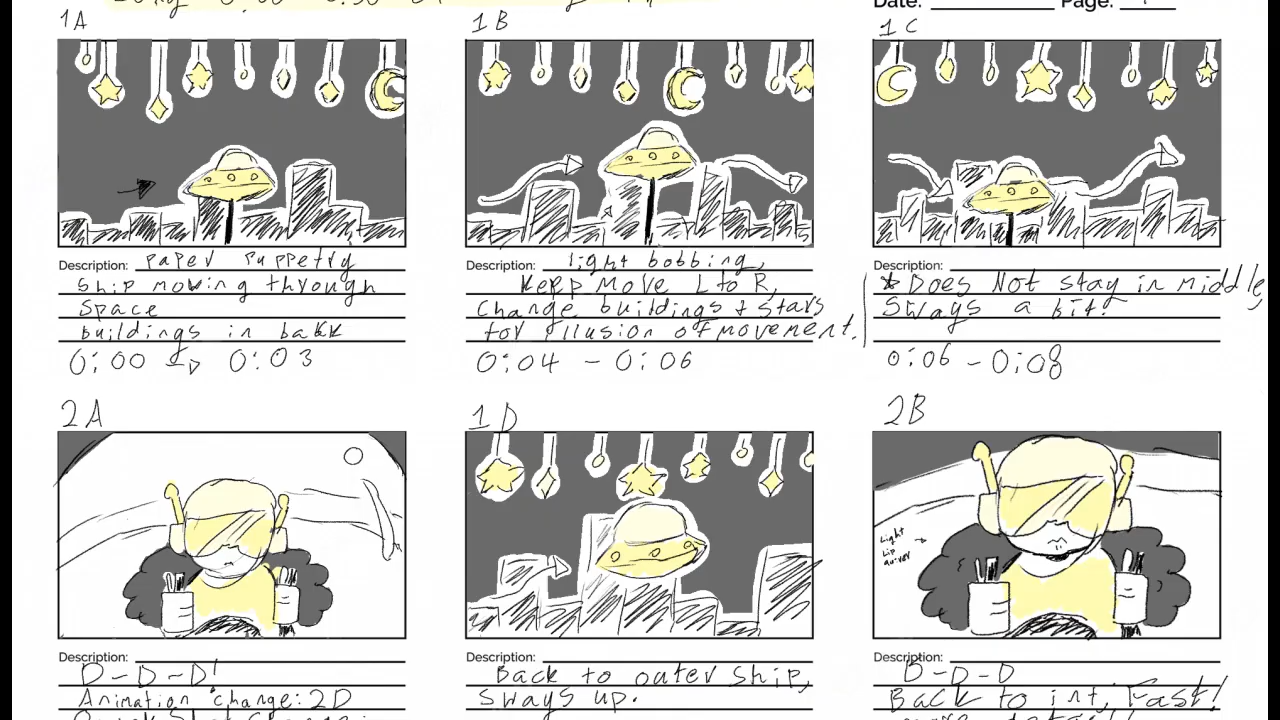 Date: Page:
1A
1B
1C
Description: paper puppetry
Ship moving through
Space
buildings in back
0:00 → 0:03
Description: light bobbing,
Keep Move L to R,
Change buildings + Stars
for illusion of movement.
0:04 - 0:06
Description:
* Does Not stay in middle,
Sways a bit!
0:06 - 0:08
2A
1D
2B
Light
Lip
quiver
Description:
D-D-D!
Animation change: 2D
Description:
Back to outer Ship,
Sways up.
Description:
D-D-D
Back to int, Fast!